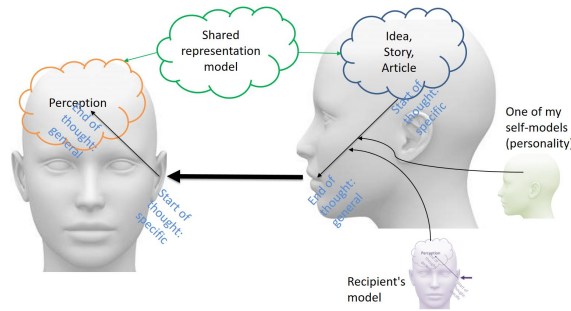 Shared
representation
model
Idea,
Story,
Article
Perception
End of
thought:
general
Start of
thought:
specific
Start of
thought:
specific
End of
thought:
general
One of my
self-models
(personality)
Recipient's
model
Perception